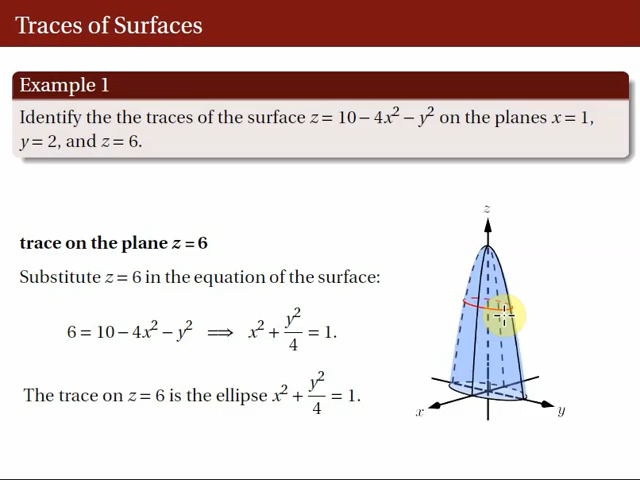 Traces of Surfaces
Example 1
Identify the the traces of the surface z = 10 − 4x² − y² on the planes x = 1,
y = 2, and z = 6.
trace on the plane z = 6
Substitute z = 6 in the equation of the surface:
6 = 10 − 4x² − y² ⟹ x² + y²/4 = 1.
The trace on z = 6 is the ellipse x² + y²/4 = 1.
z
x
y